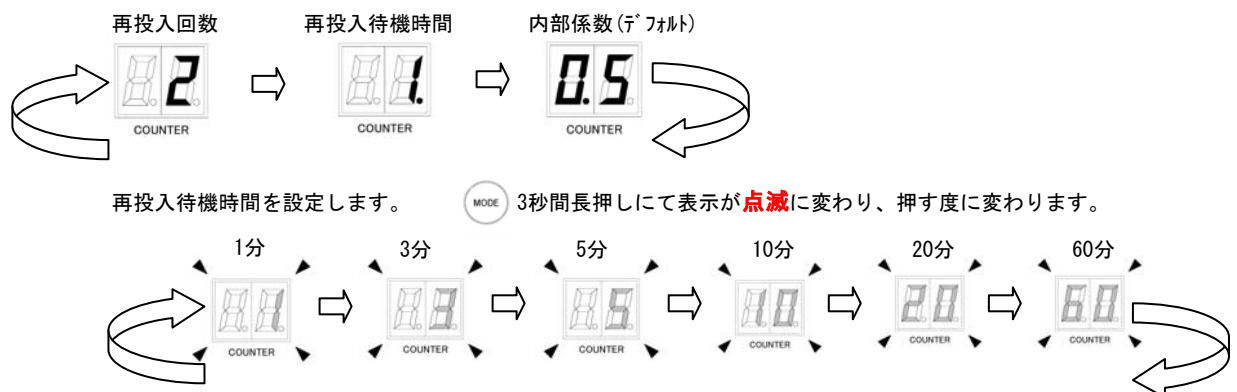 再投入回数 再投入待機時間 内部係数(ﾃﾞﾌｫﾙﾄ)
2 1. 0.5
COUNTER COUNTER COUNTER
再投入待機時間を設定します。 MODE 3秒間長押しにて表示が点滅に変わり、押す度に変わります。
1分 3分 5分 10分 20分 60分
1 3 5 10 20 60
COUNTER COUNTER COUNTER COUNTER COUNTER COUNTER